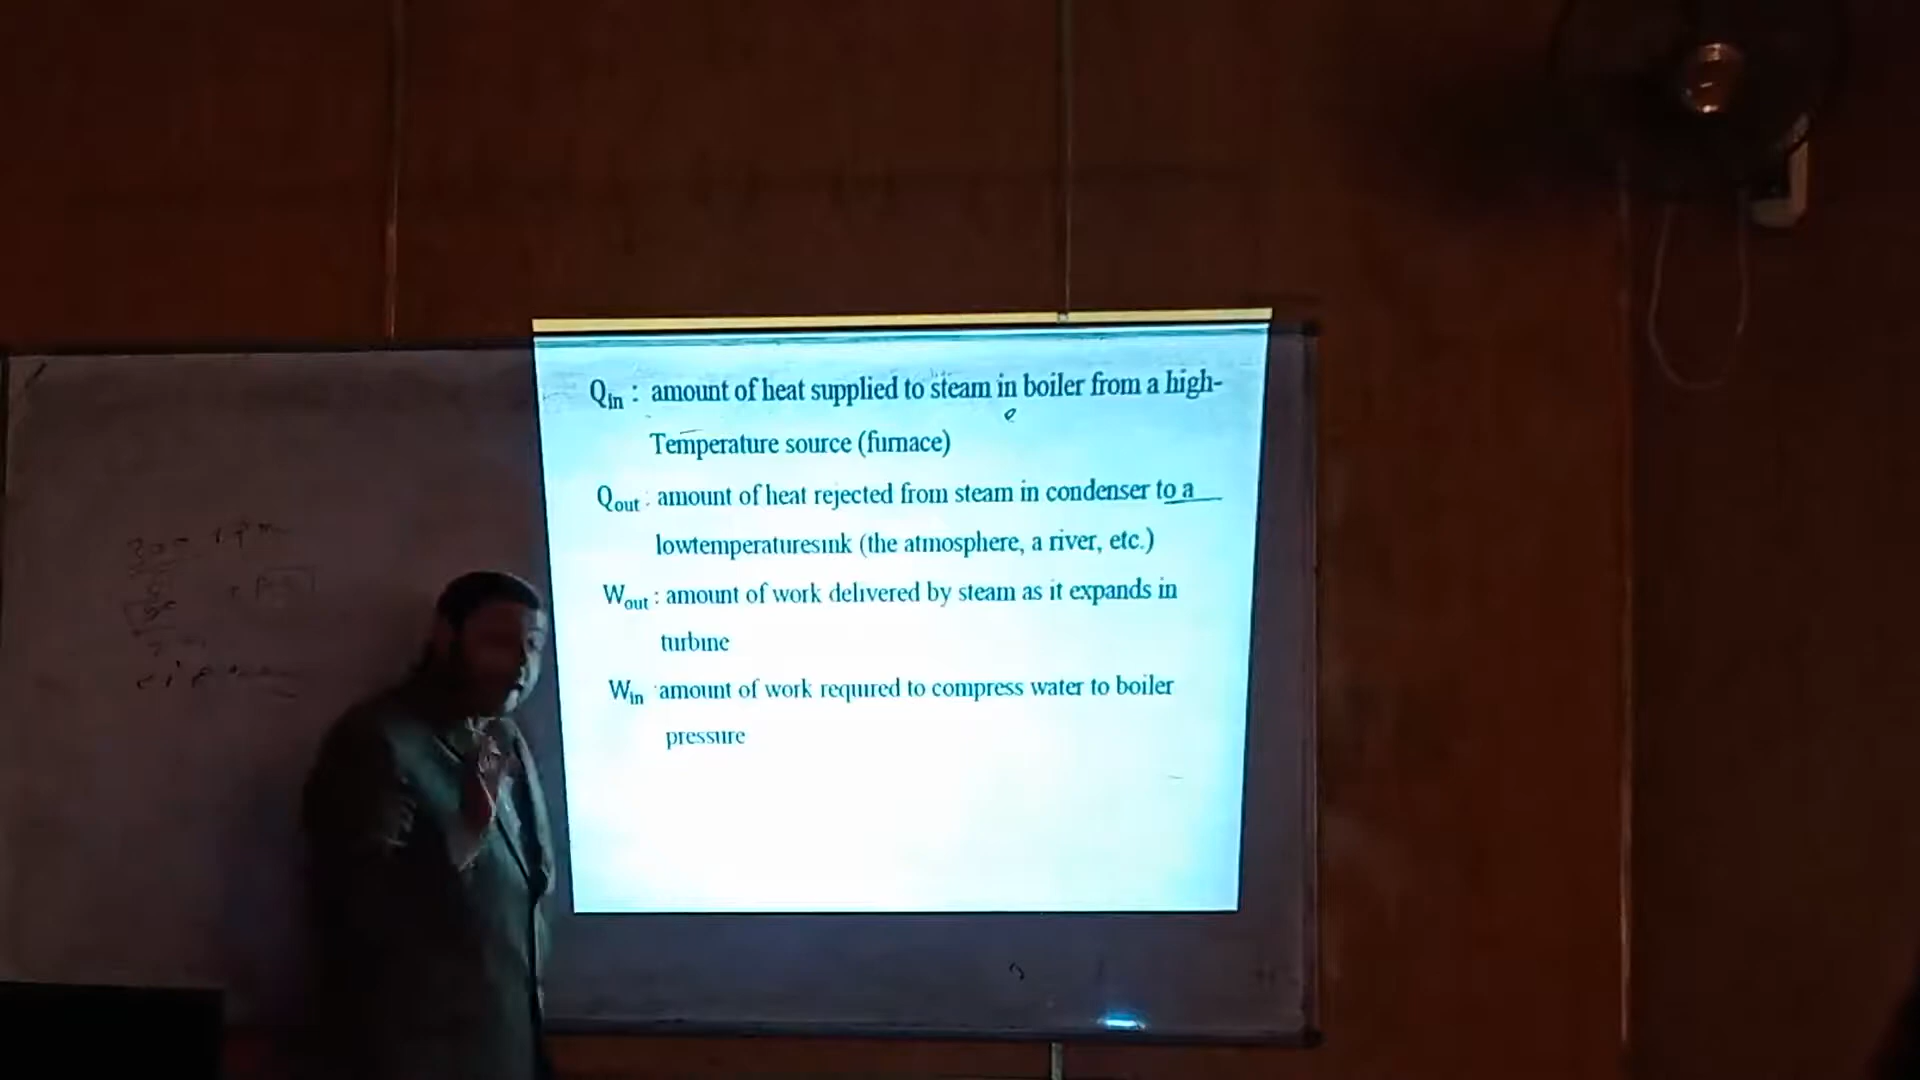 Qin : amount of heat supplied to steam in boiler from a high-
Temperature source (furnace)
Qout : amount of heat rejected from steam in condenser to a
lowtemperaturesink (the atmosphere, a river, etc.)
Wout : amount of work delivered by steam as it expands in
turbine
Win amount of work required to compress water to boiler
pressure